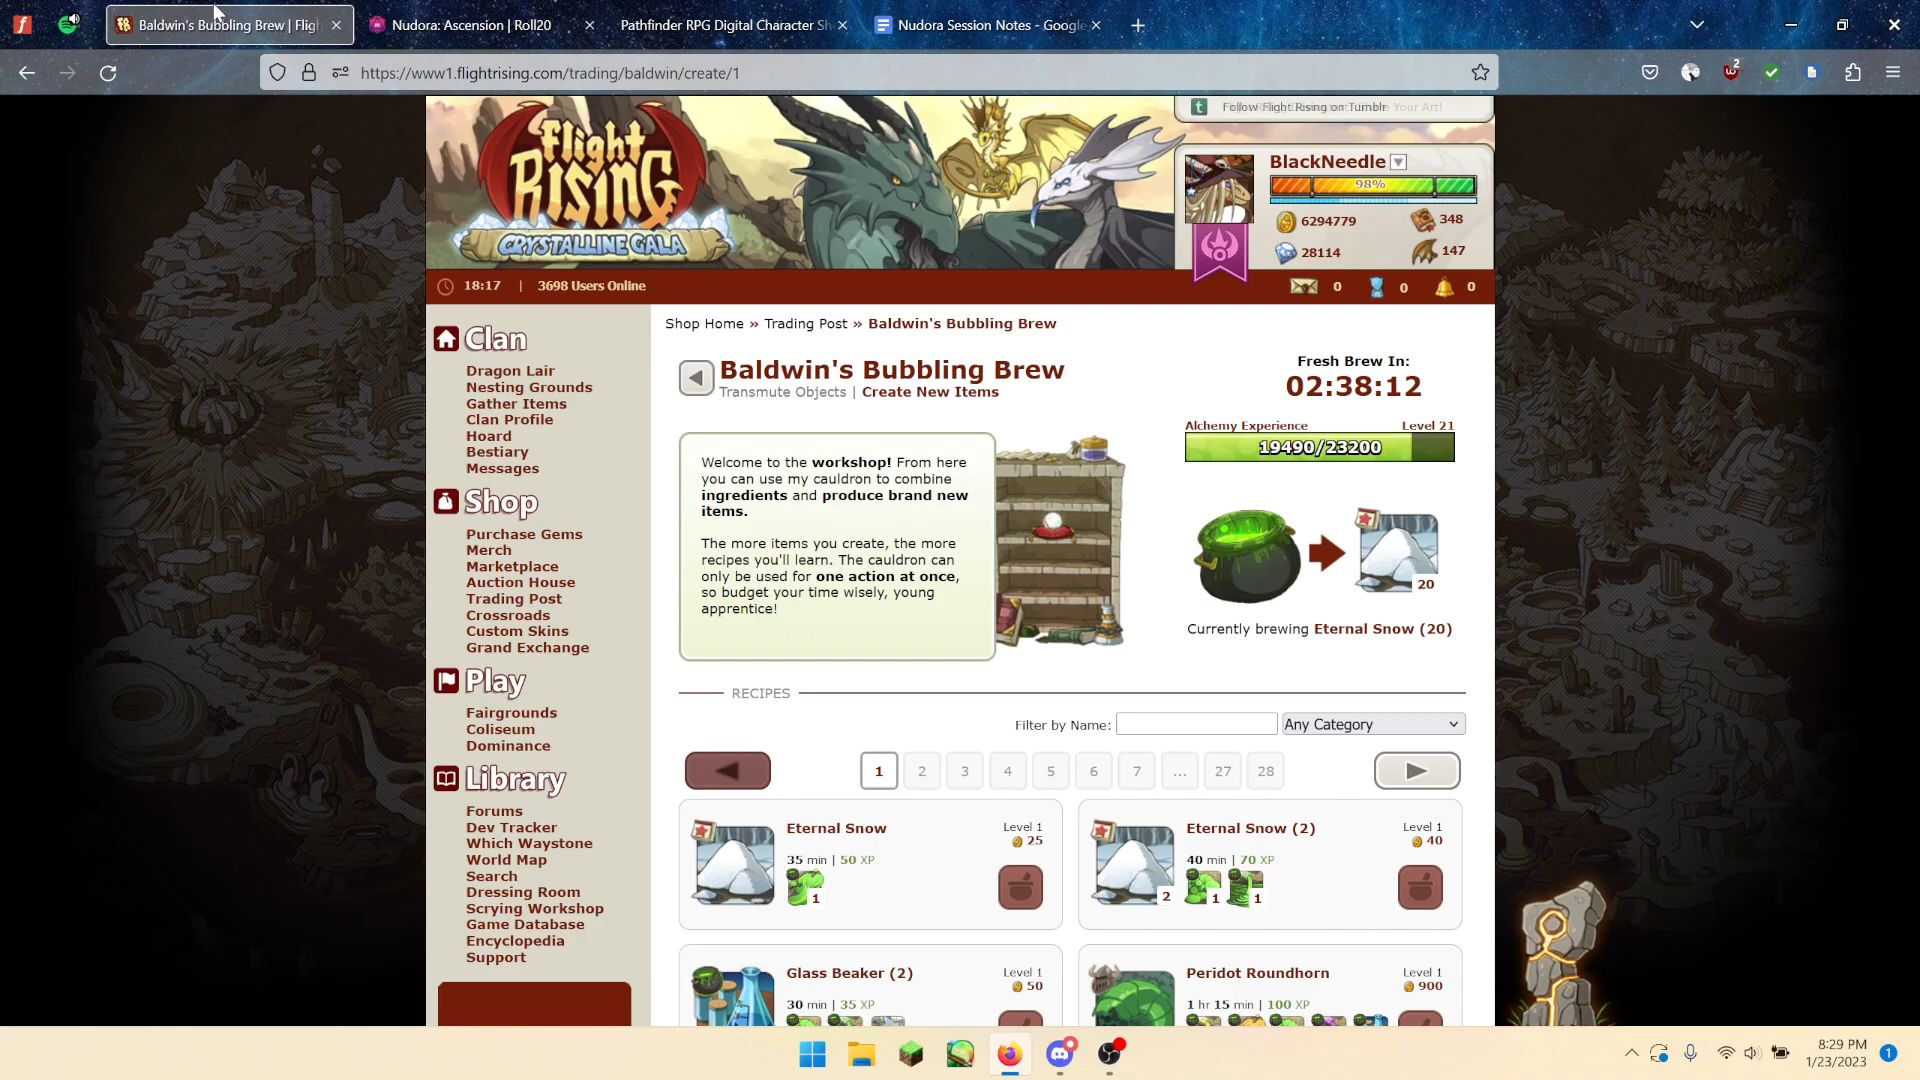 Baldwin's Bubbling Brew | Fligh
Nudora: Ascension | Roll20
Pathfinder RPG Digital Character Sh
Nudora Session Notes - Google
https://www1.flightrising.com/trading/baldwin/create/1
2
Flight
RISING
CRYSTALLINE GALA
BlackNeedle
98%
6294779
348
28114
147
18:17 | 3698 Users Online
0
0
0
Clan
Dragon Lair
Nesting Grounds
Gather Items
Clan Profile
Hoard
Bestiary
Messages
Shop
Purchase Gems
Merch
Marketplace
Auction House
Trading Post
Crossroads
Custom Skins
Grand Exchange
Play
Fairgrounds
Coliseum
Dominance
Library
Forums
Dev Tracker
Which Waystone
World Map
Search
Dressing Room
Scrying Workshop
Game Database
Encyclopedia
Support
Shop Home » Trading Post » Baldwin's Bubbling Brew
Baldwin's Bubbling Brew
Transmute Objects | Create New Items
Fresh Brew In:
02:38:12
Alchemy Experience Level 21
19490/23200
Welcome to the workshop! From here
you can use my cauldron to combine
ingredients and produce brand new
items.
The more items you create, the more
recipes you'll learn. The cauldron can
only be used for one action at once,
so budget your time wisely, young
apprentice!
20
Currently brewing Eternal Snow (20)
RECIPES
Filter by Name:
Any Category
1 2 3 4 5 6 7 ... 27 28
Eternal Snow
Level 1
25
35 min | 50 XP
1
Eternal Snow (2)
Level 1
40
40 min | 70 XP
2
1
1
Glass Beaker (2)
Level 1
50
30 min | 35 XP
Peridot Roundhorn
Level 1
900
1 hr 15 min | 100 XP
8:29 PM
1/23/2023
1